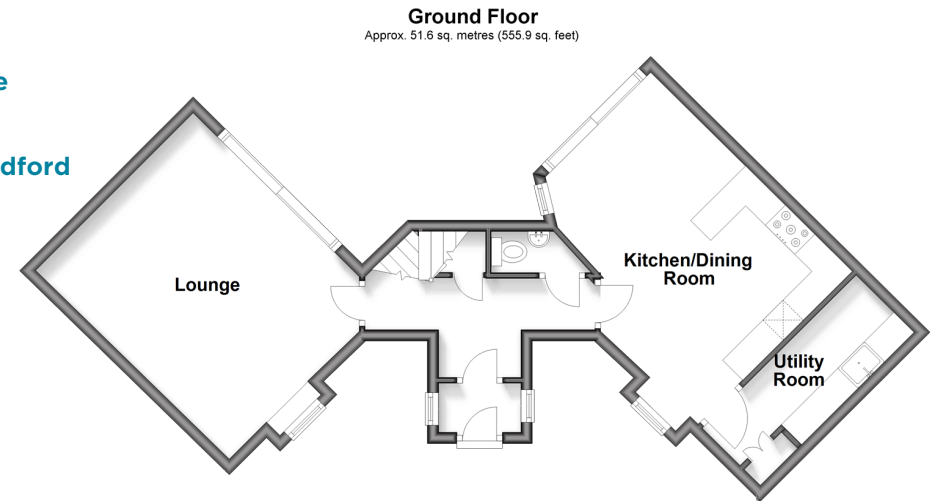 Ground Floor
Approx. 51.6 sq. metres (555.9 sq. feet)
e
dford
Lounge
Kitchen/Dining
Room
Utility
Room